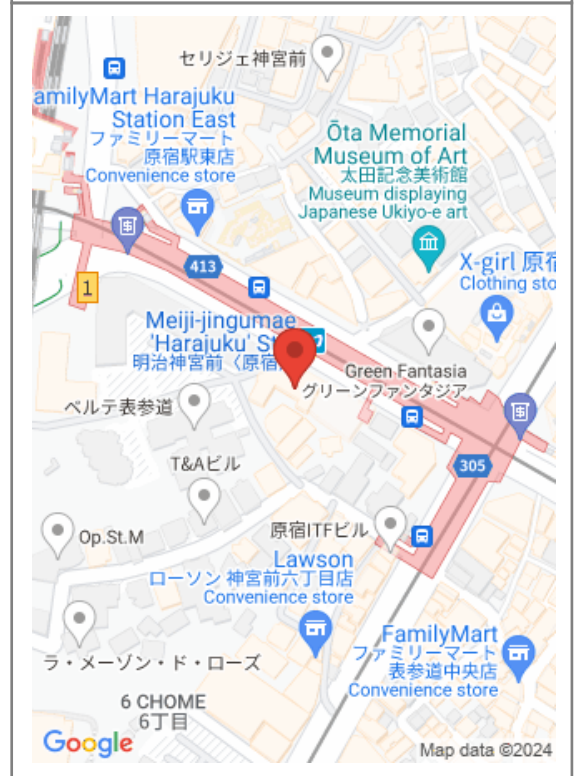 セリジェ神宮前
amilyMart Harajuku
Station East
ファミリーマート
原宿駅東店
Convenience store
Ōta Memorial
Museum of Art
太田記念美術館
Museum displaying
Japanese Ukiyo-e art
413
X-girl 原宿
Clothing sto
1
Meiji-jingumae
'Harajuku' St
明治神宮前〈原宿
Green Fantasia
グリーンファンタジア
ベルテ表参道
305
T&Aビル
Op.St.M
原宿ITFビル
Lawson
ローソン 神宮前六丁目店
Convenience store
FamilyMart
ファミリーマート
表参道中央店
Convenience store
ラ・メーゾン・ド・ローズ
6 CHOME
6丁目
Google
Map data ©2024